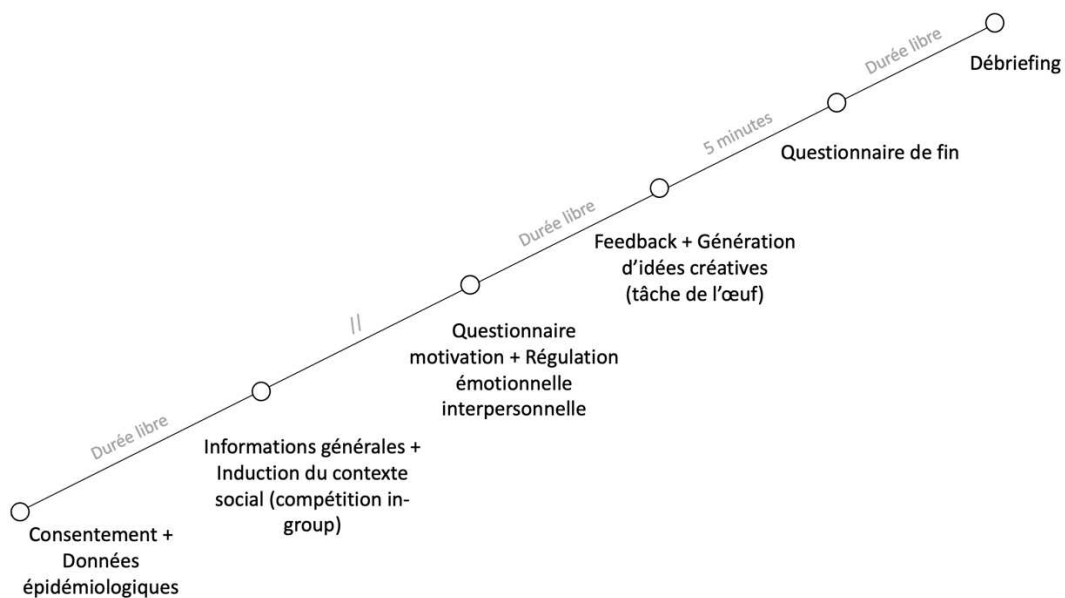 Durée libre
Débriefing
5 minutes
Questionnaire de fin
Durée libre
Feedback + Génération
d'idées créatives
(tâche de l'œuf)
//
Questionnaire
motivation + Régulation
émotionnelle
interpersonnelle
Durée libre
Informations générales +
Induction du contexte
social (compétition in-
group)
Consentement +
Données
épidémiologiques